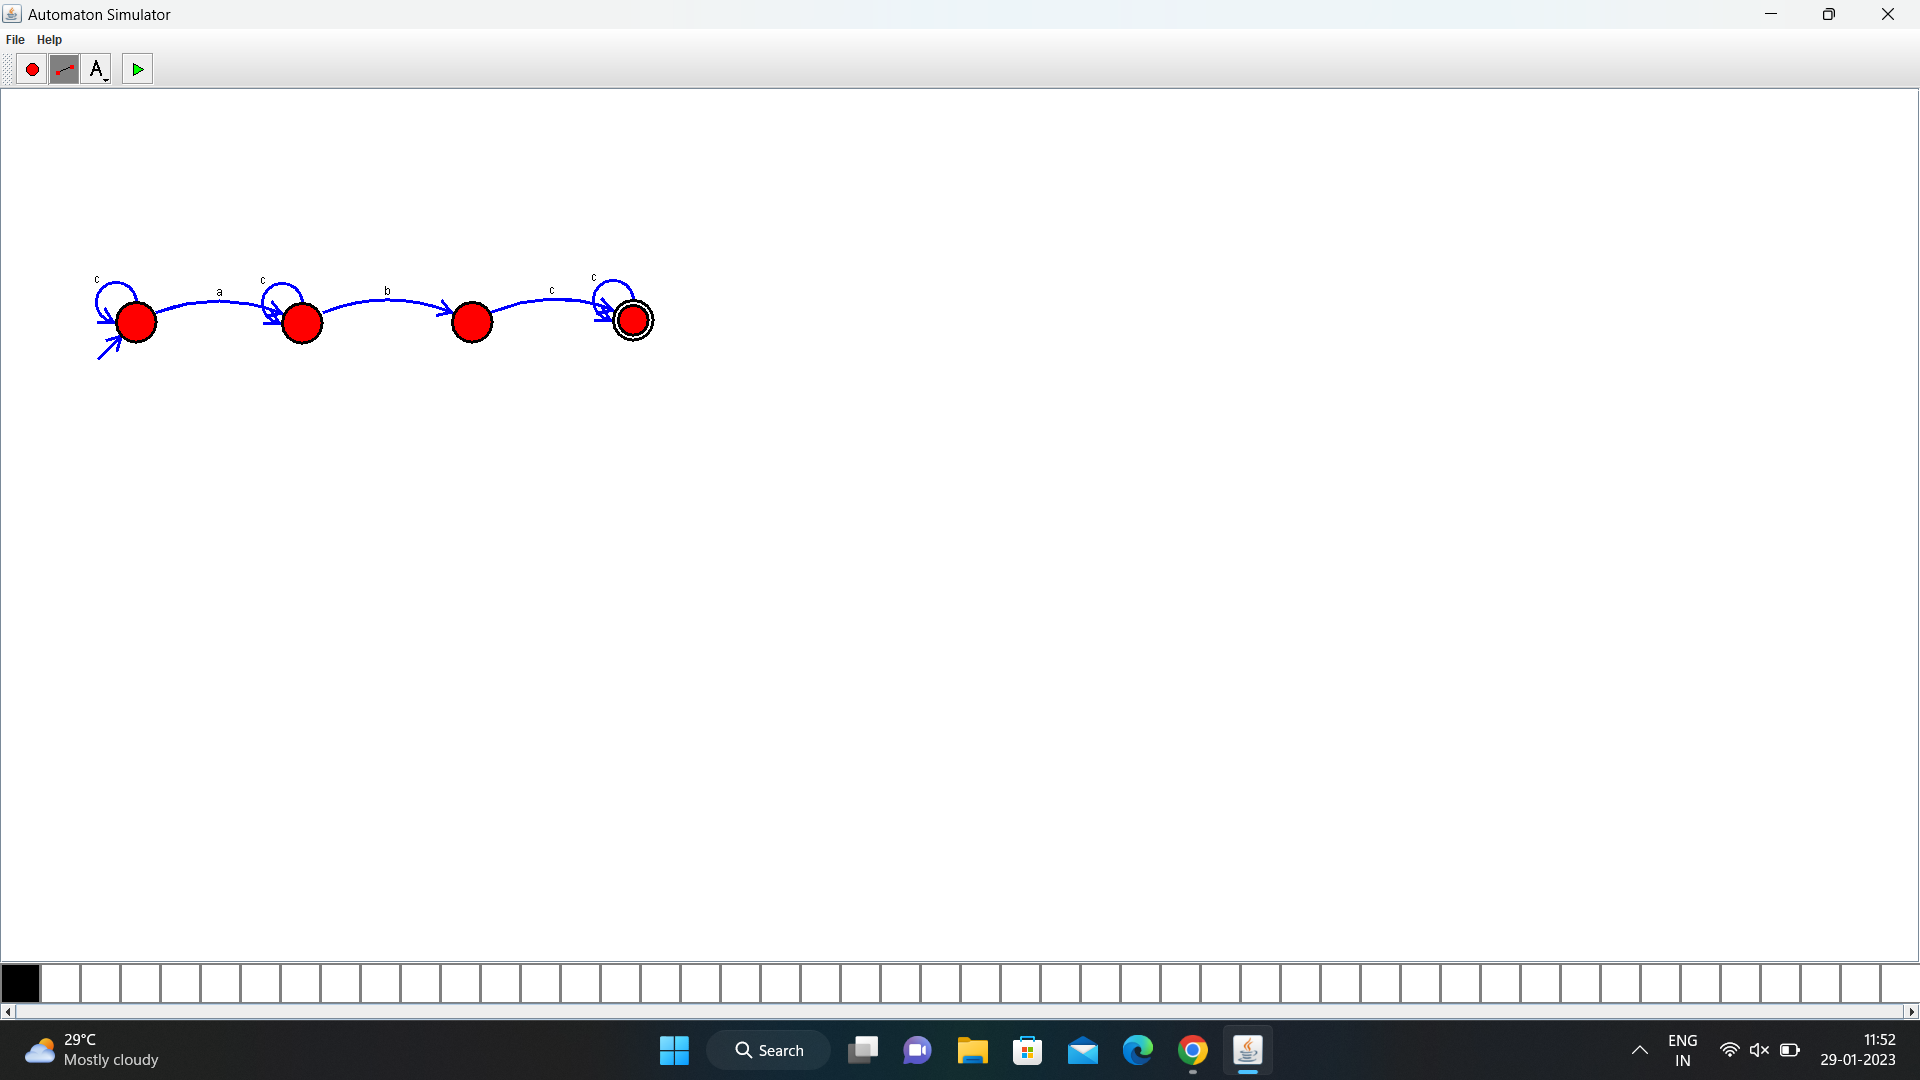 Automaton Simulator
File Help
A
c a c b c c
29°C
Mostly cloudy
Search
ENG
IN
11:52
29-01-2023